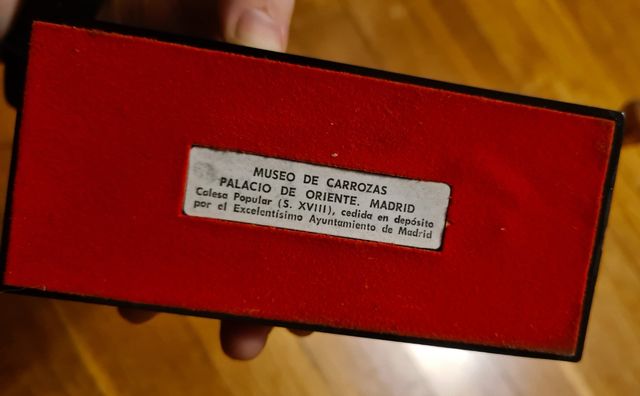 MUSEO DE CARROZAS
PALACIO DE ORIENTE. MADRID
Calesa Popular (S. XVIII), cedida en depósito
por el Excelentísimo Ayuntamiento de Madrid